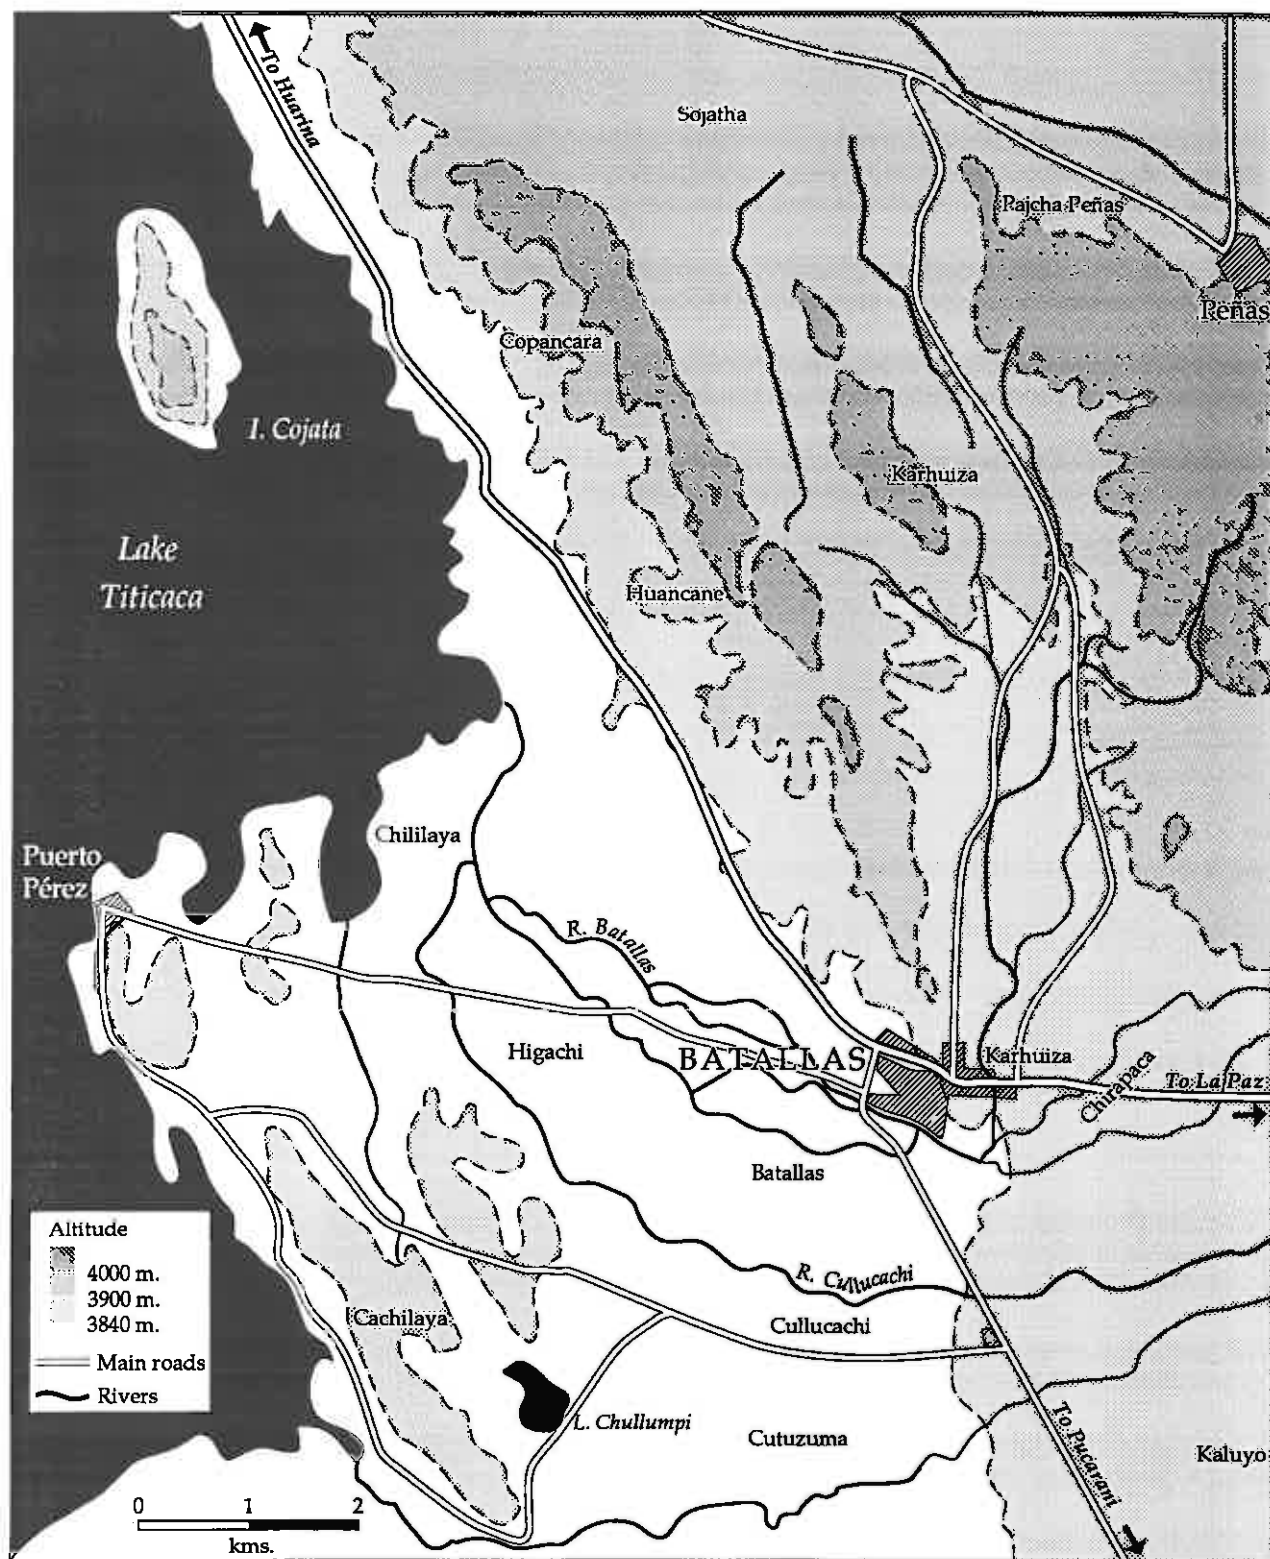 To Huarina
Sojatha
Rajcha Peñas
Peñas
Copancara
I. Cojata
Karhuiza
Lake
Titicaca
Huancane
Chililaya
Puerto
Pérez
R. Batallas
Higachi
BATALLAS
Karhuiza
Chirapaca
To La Paz
Batallas
R. Cullucachi
Altitude
4000 m.
3900 m.
3840 m.
Main roads
Rivers
Cachilaya
Cullucachi
L. Chullumpi
Cutuzuma
To Pucarani
Kaluyo
0 1 2
kms.